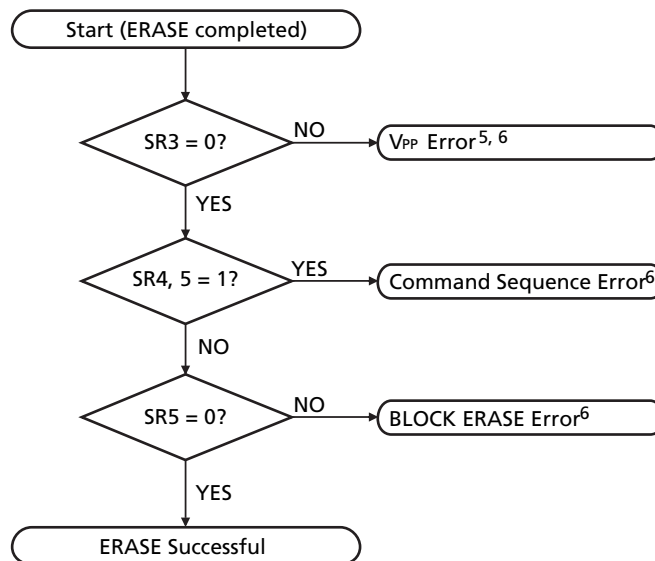 Start (ERASE completed)
SR3 = 0?
NO
VPP Error5, 6
YES
SR4, 5 = 1?
YES
Command Sequence Error6
NO
SR5 = 0?
NO
BLOCK ERASE Error6
YES
ERASE Successful